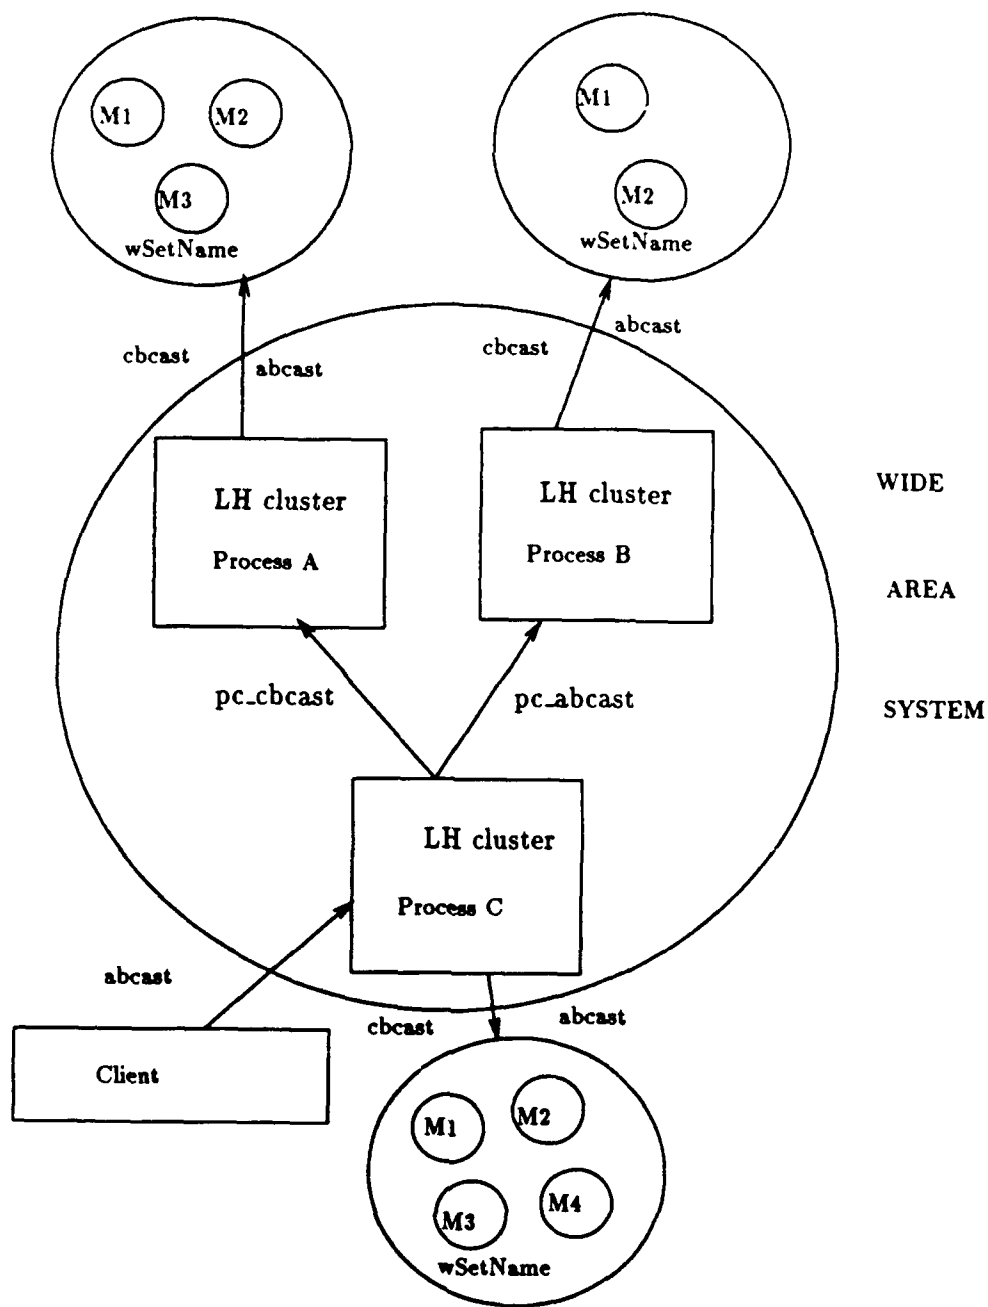 M1
M2
M3
wSetName
M1
M2
wSetName
cbcast
abcast
cbcast
abcast
LH cluster
Process A
LH cluster
Process B
WIDE
AREA
SYSTEM
pc_cbcast
pc_abcast
LH cluster
Process C
abcast
cbcast
abcast
Client
M1
M2
M3
M4
wSetName